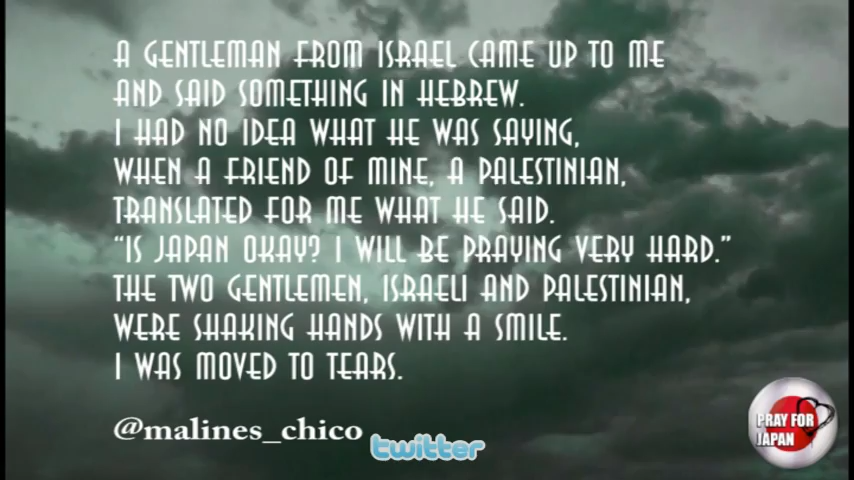 A GENTLEMAN FROM ISRAEL CAME UP TO ME
AND SAID SOMETHING IN HEBREW.
I HAD NO IDEA WHAT HE WAS SAYING,
WHEN A FRIEND OF MINE, A PALESTINIAN,
TRANSLATED FOR ME WHAT HE SAID.
“IS JAPAN OKAY? I WILL BE PRAYING VERY HARD.”
THE TWO GENTLEMEN, ISRAELI AND PALESTINIAN,
WERE SHAKING HANDS WITH A SMILE.
I WAS MOVED TO TEARS.
@malines_chico
twitter
PRAY FOR
JAPAN